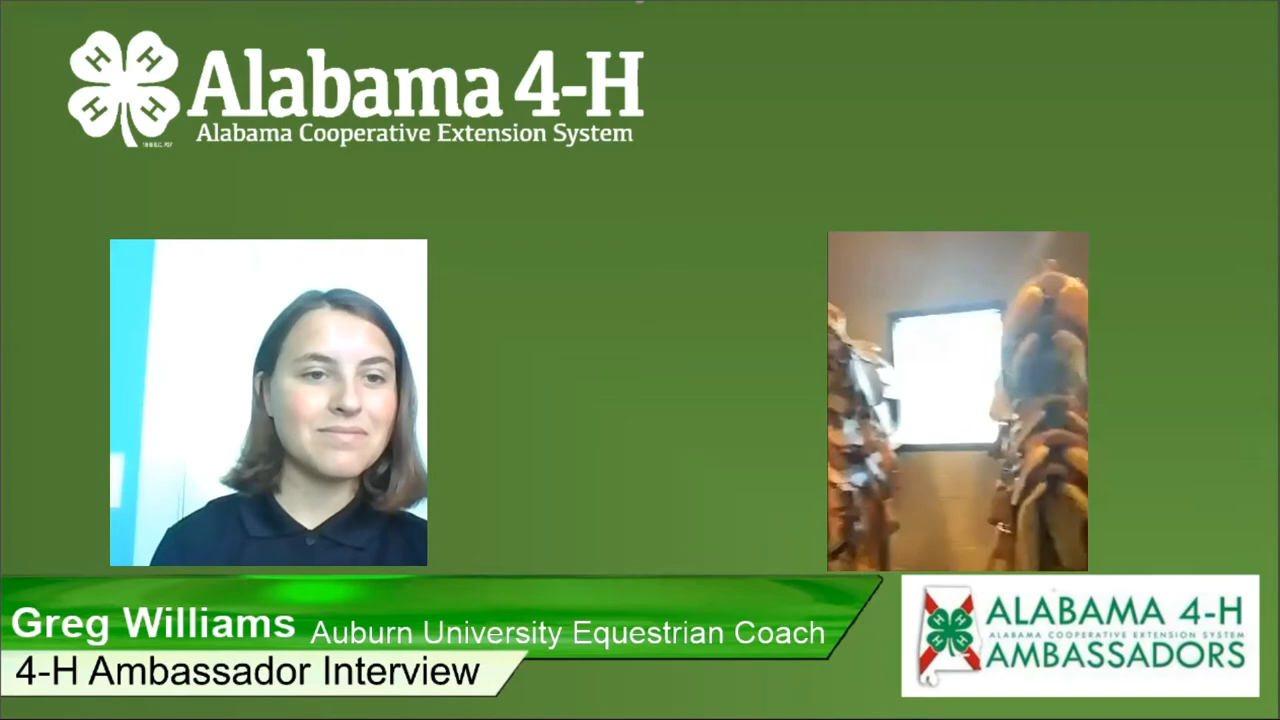 Alabama 4-H
Alabama Cooperative Extension System
H H
H H
Greg Williams Auburn University Equestrian Coach
4-H Ambassador Interview
ALABAMA 4-H
ALABAMA COOPERATIVE EXTENSION SYSTEM
AMBASSADORS